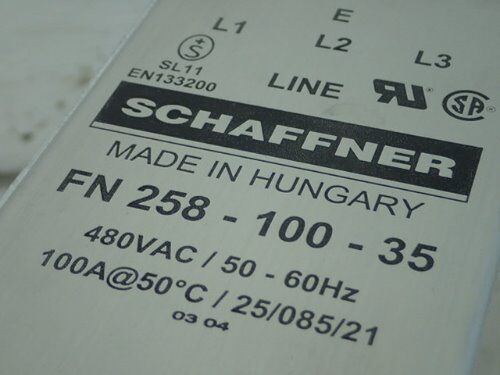 E
L1 L2 L3
S
SL11
EN133200
LINE
SCHAFFNER
MADE IN HUNGARY
FN 258 - 100 - 35
480VAC / 50 - 60Hz
100A@50°C / 25/085/21
03 04